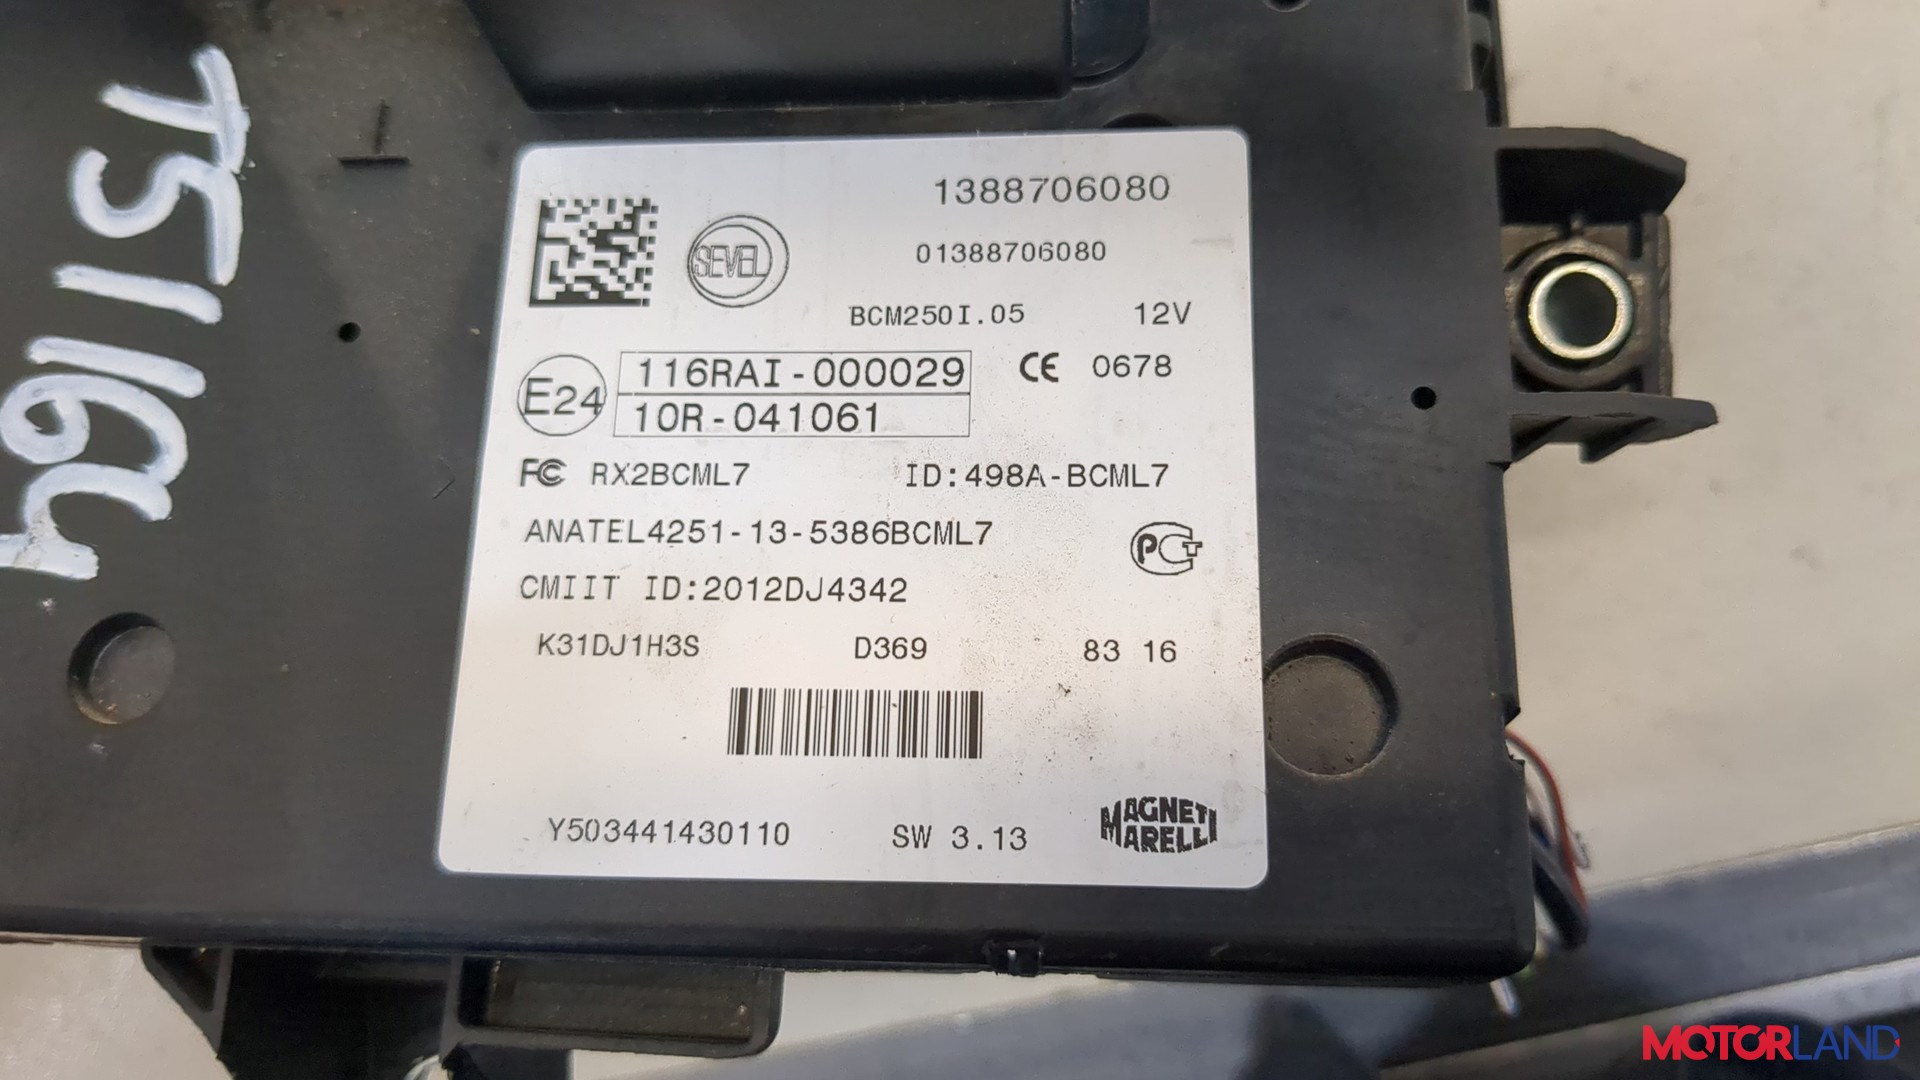 TS1164
1388706080
SEVEL
01388706080
BCM250I.05 12V
E24 116RAI-000029 CE 0678
10R-041061
FC RX2BCML7 ID:498A-BCML7
ANATEL4251-13-5386BCML7
PCT
CMIIT ID:2012DJ4342
K31DJ1H3S D369 83 16
Y503441430110 SW 3.13
MAGNETI
MARELLI
MOTORLAND